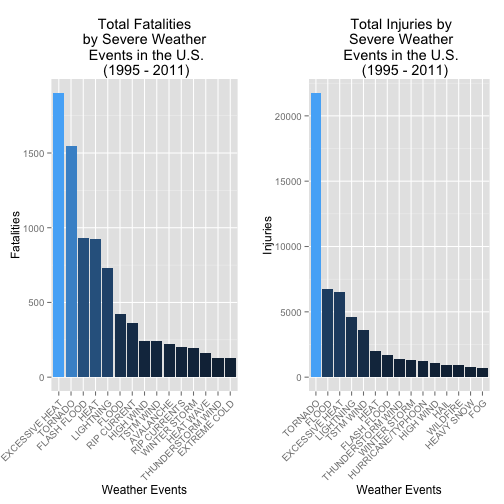 Total Fatalities
by Severe Weather
Events in the U.S.
(1995 - 2011)
Fatalities
1500
1000
500
0
EXCESSIVE HEAT
TORNADO
FLASH FLOOD
HEAT
LIGHTNING
FLOOD
RIP CURRENT
HIGH WIND
TSTM WIND
AVALANCHE
RIP CURRENTS
WINTER STORM
HEAT WAVE
THUNDERSTORM WIND
EXTREME COLD
Weather Events
Total Injuries by
Severe Weather
Events in the U.S.
(1995 - 2011)
Injuries
20000
15000
10000
5000
0
TORNADO
FLOOD
EXCESSIVE HEAT
LIGHTNING
TSTM WIND
HEAT
FLASH FLOOD
THUNDERSTORM WIND
WINTER STORM
HURRICANE/TYPHOON
HIGH WIND
HAIL
WILDFIRE
HEAVY SNOW
FOG
Weather Events